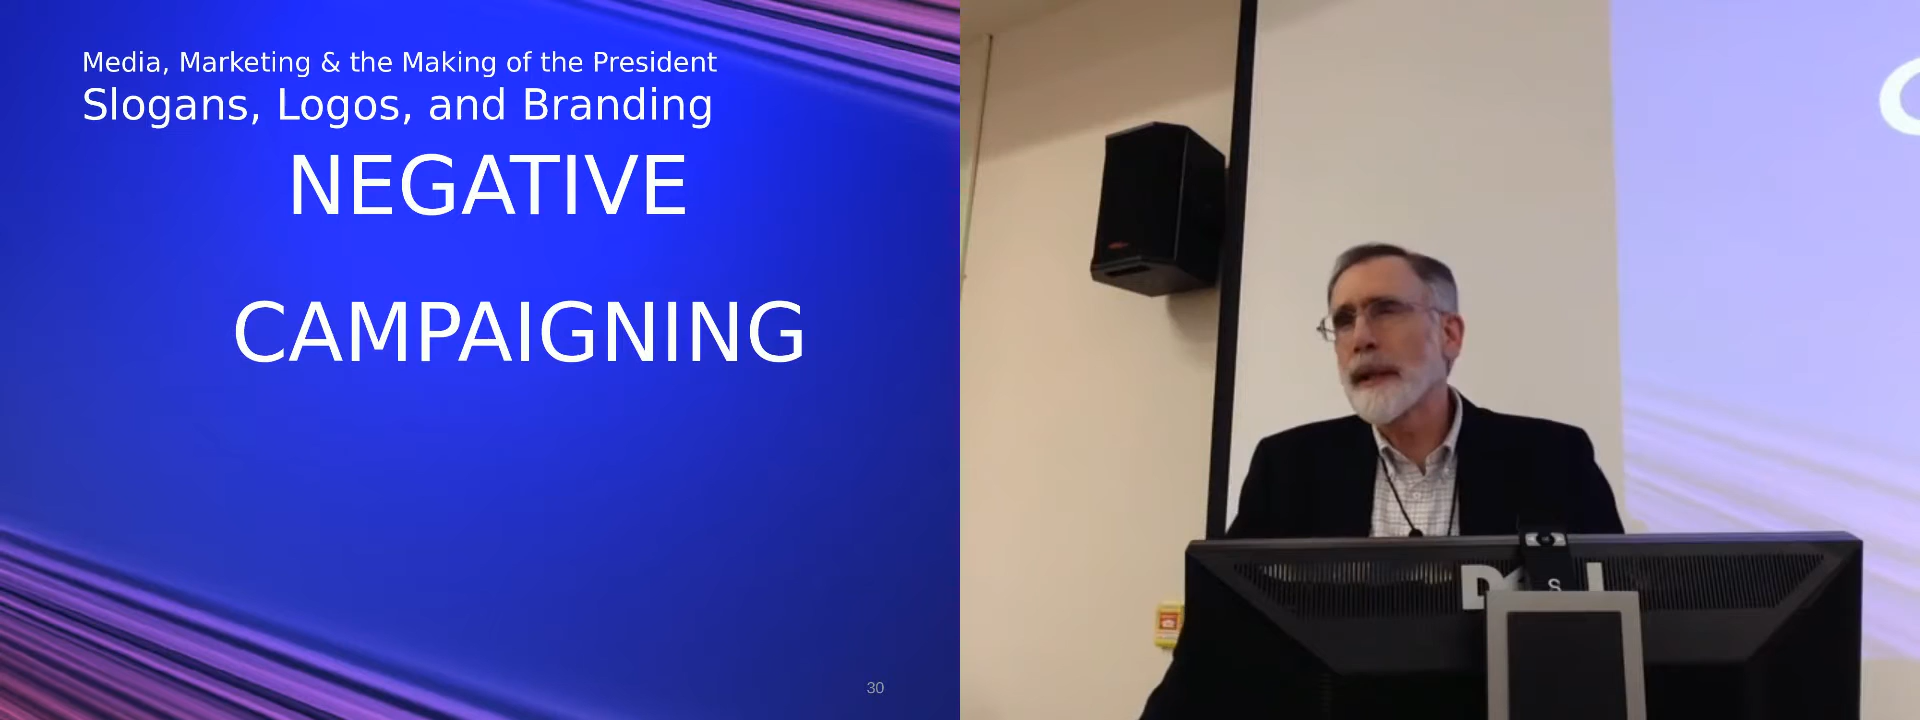 Media, Marketing & the Making of the President
Slogans, Logos, and Branding
NEGATIVE
CAMPAIGNING
30